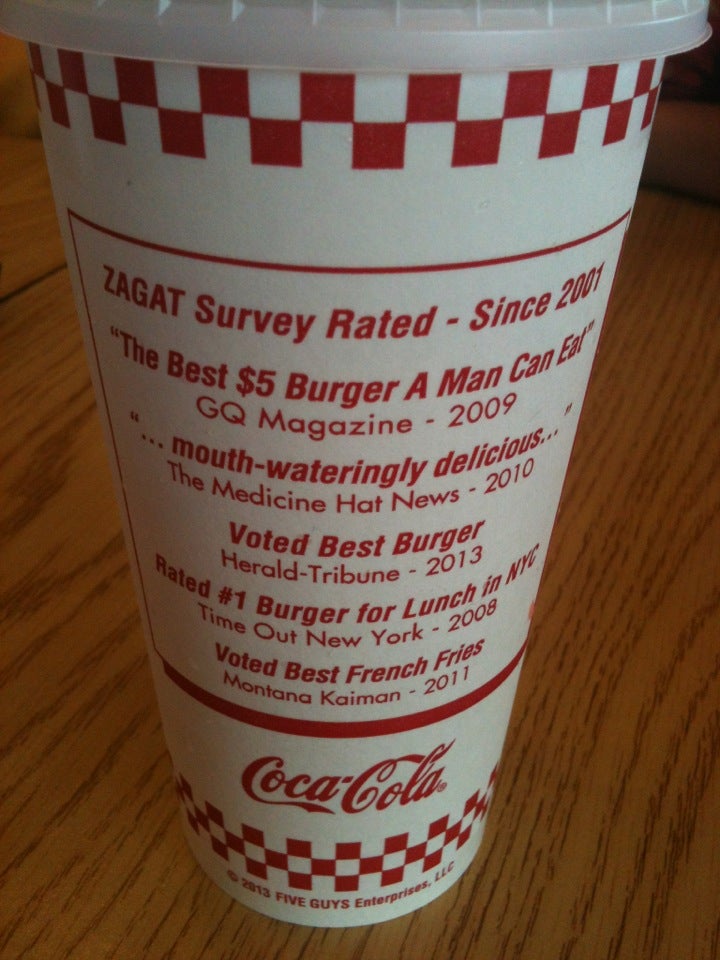 ZAGAT Survey Rated - Since 2001
"The Best $5 Burger A Man Can Eat"
GQ Magazine - 2009
"... mouth-wateringly delicious... "
The Medicine Hat News - 2010
Voted Best Burger
Herald-Tribune - 2013
Rated #1 Burger for Lunch in NYC
Time Out New York - 2008
Voted Best French Fries
Montana Kaiman - 2011
Coca-Cola®
© 2013 FIVE GUYS Enterprises, LLC